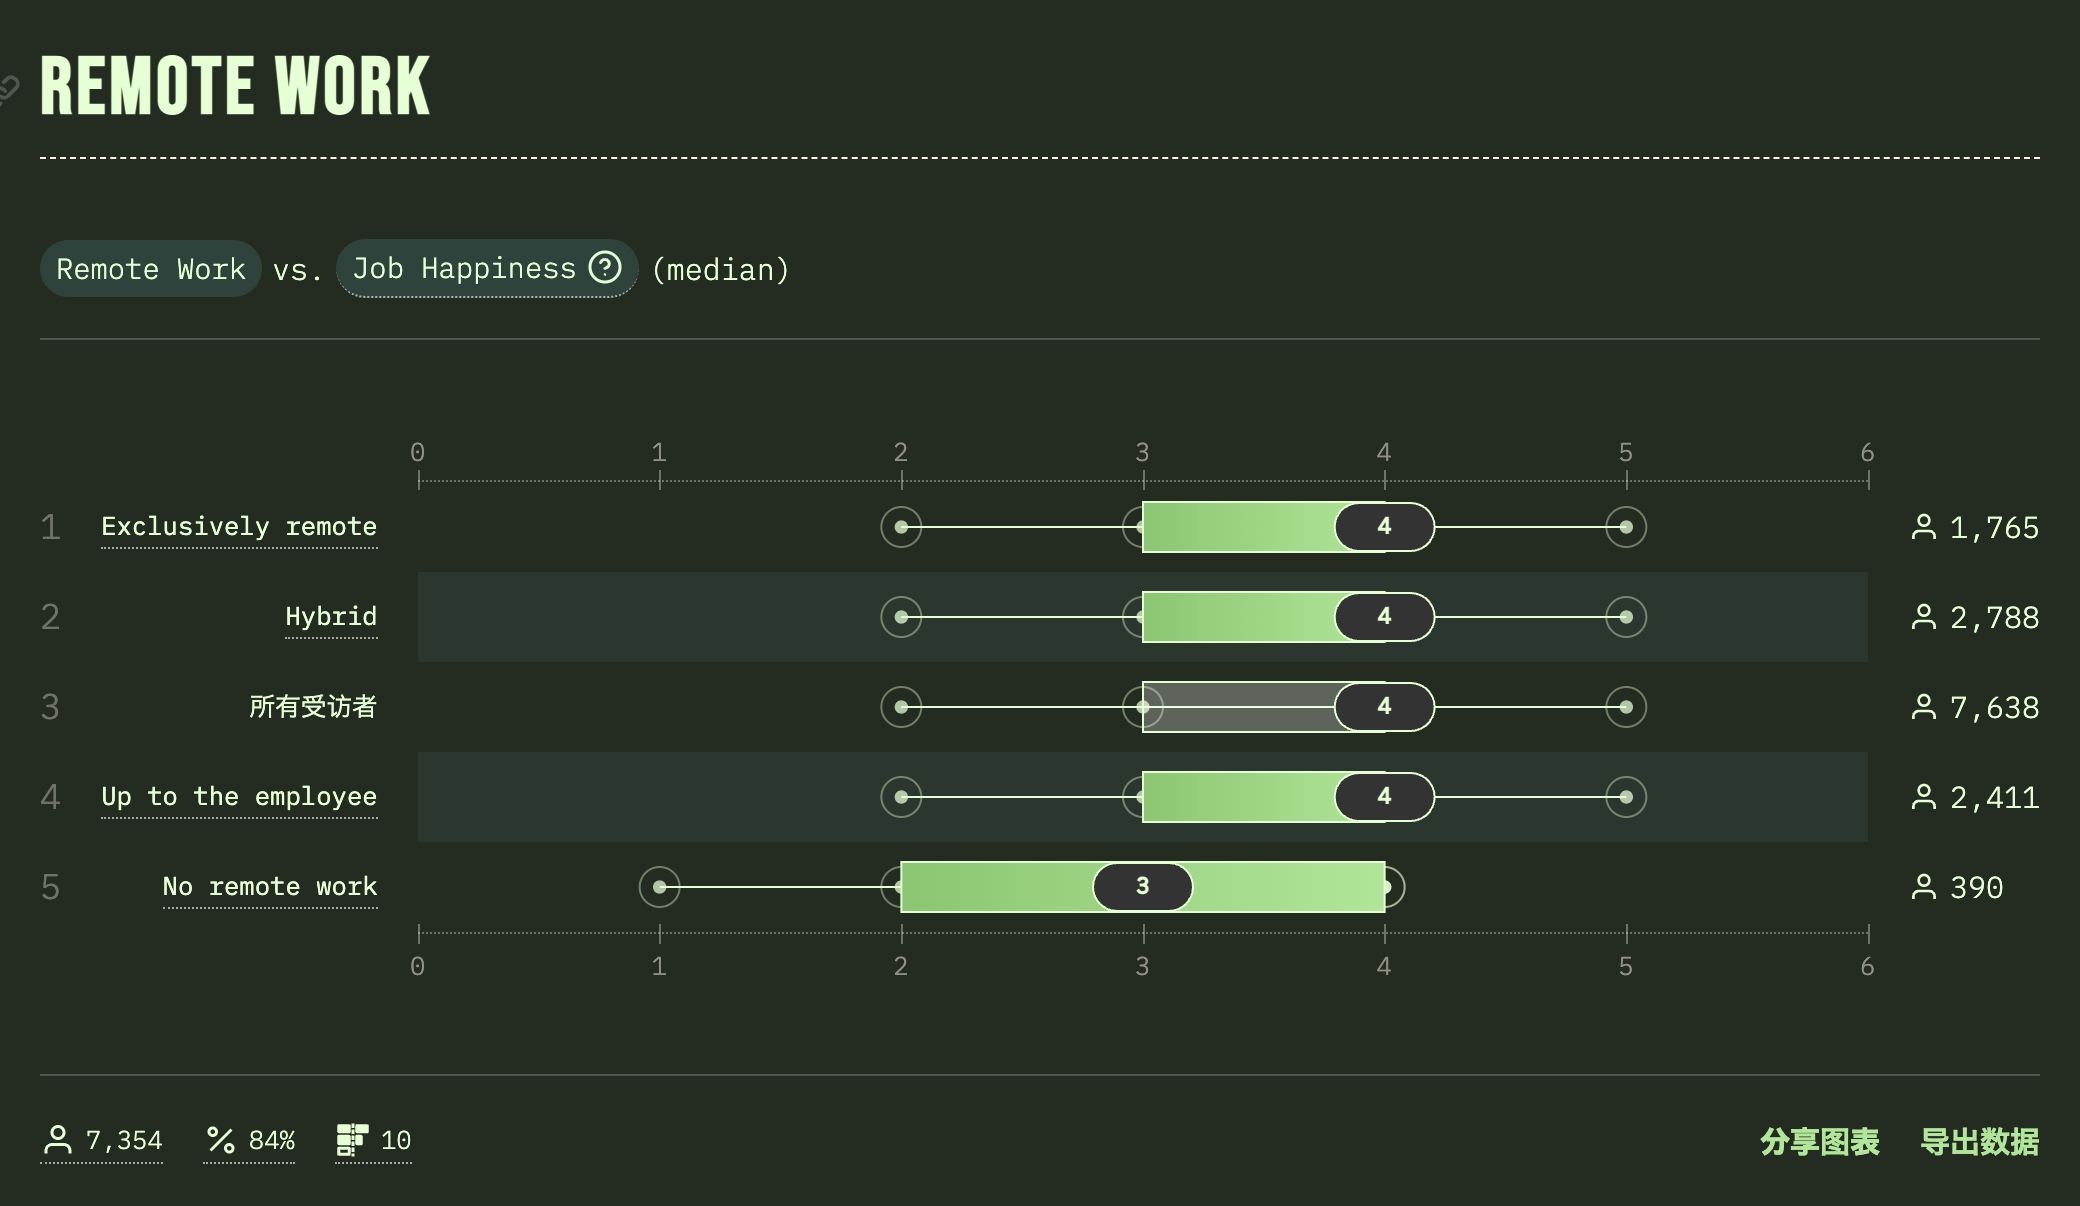 REMOTE WORK
Remote Work vs. Job Happiness (median)
0 1 2 3 4 5 6
1 Exclusively remote 4 1,765
2 Hybrid 4 2,788
3 所有受访者 4 7,638
4 Up to the employee 4 2,411
5 No remote work 3 390
0 1 2 3 4 5 6
7,354 84% 10 分享图表 导出数据